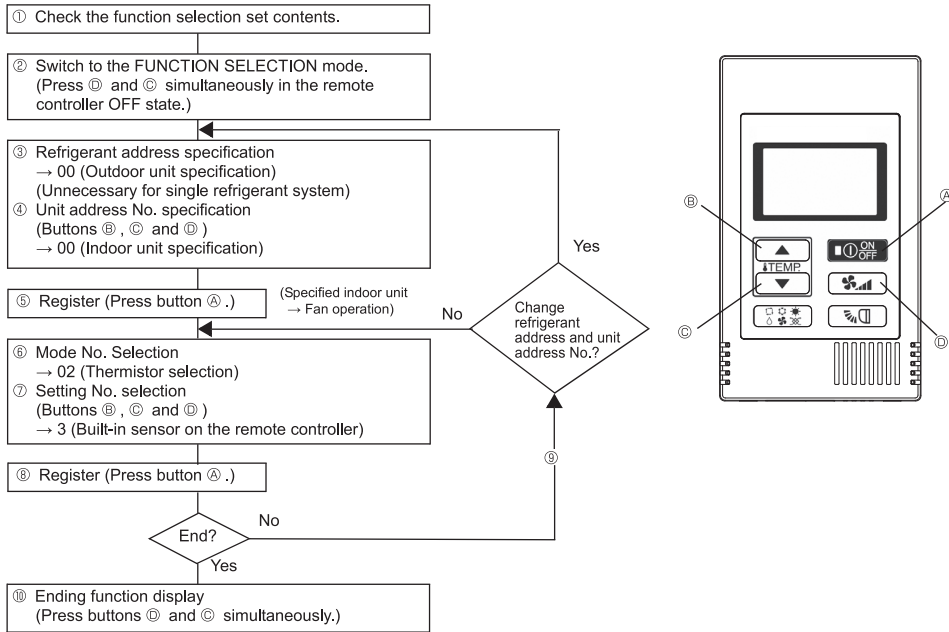 ① Check the function selection set contents.
② Switch to the FUNCTION SELECTION mode.
(Press Ⓓ and Ⓒ simultaneously in the remote
controller OFF state.)
③ Refrigerant address specification
→ 00 (Outdoor unit specification)
(Unnecessary for single refrigerant system)
④ Unit address No. specification
(Buttons Ⓑ , Ⓒ and Ⓓ )
→ 00 (Indoor unit specification)
⑤ Register (Press button Ⓐ .)
(Specified indoor unit
→ Fan operation)
No
Yes
Change
refrigerant
address and unit
address No.?
⑥ Mode No. Selection
→ 02 (Thermistor selection)
⑦ Setting No. selection
(Buttons Ⓑ , Ⓒ and Ⓓ )
→ 3 (Built-in sensor on the remote controller)
⑧ Register (Press button Ⓐ .)
⑨
End?
No
Yes
⑩ Ending function display
(Press buttons Ⓓ and Ⓒ simultaneously.)
Ⓐ
Ⓑ
ON
OFF
TEMP.
Ⓒ
Ⓓ